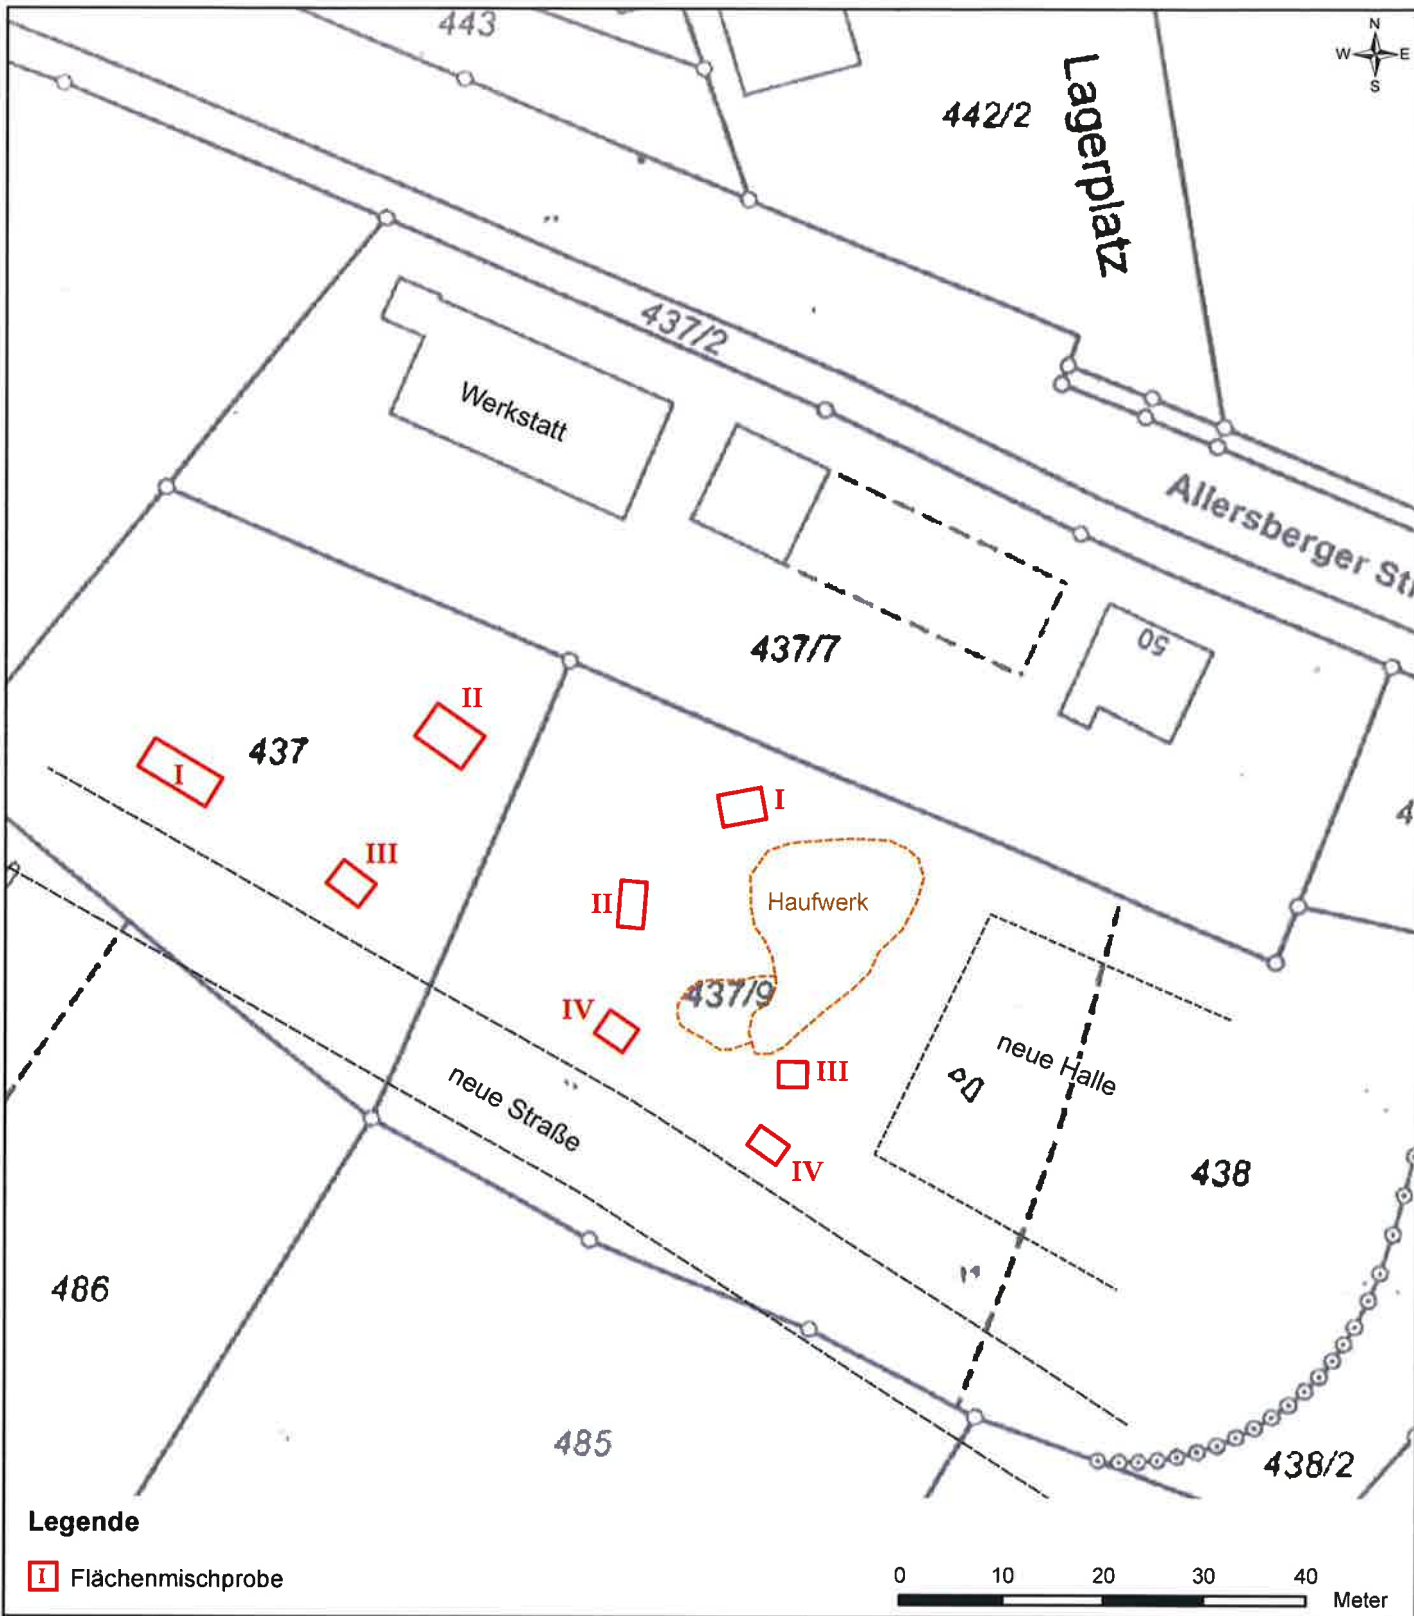 443
N
W E
S
442/2
Lagerplatz
437/2
Werkstatt
Allersberger Str
50
437/7
II
437
I
I
4
III
Haufwerk
II
437/9
IV
neue Halle
III
neue Straße
IV
438
486
485
438/2
Legende
I Flächenmischprobe
0 10 20 30 40
Meter